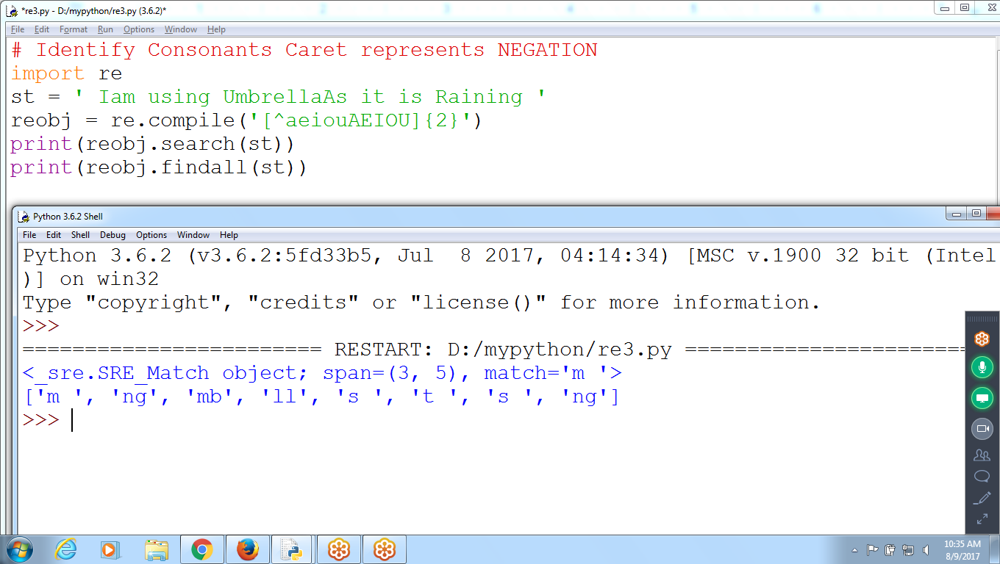 *re3.py - D:/mypython/re3.py (3.6.2)*
File Edit Format Run Options Window Help
# Identify Consonants Caret represents NEGATION
import re
st = ' Iam using UmbrellaAs it is Raining '
reobj = re.compile('[^aeiouAEIOU]{2}')
print(reobj.search(st))
print(reobj.findall(st))
Python 3.6.2 Shell
File Edit Shell Debug Options Window Help
Python 3.6.2 (v3.6.2:5fd33b5, Jul  8 2017, 04:14:34) [MSC v.1900 32 bit (Intel
)] on win32
Type "copyright", "credits" or "license()" for more information.
>>>
======================== RESTART: D:/mypython/re3.py =======================
<_sre.SRE_Match object; span=(3, 5), match='m '>
['m ', 'ng', 'mb', 'll', 's ', 't ', 's ', 'ng']
>>>
10:35 AM
8/9/2017